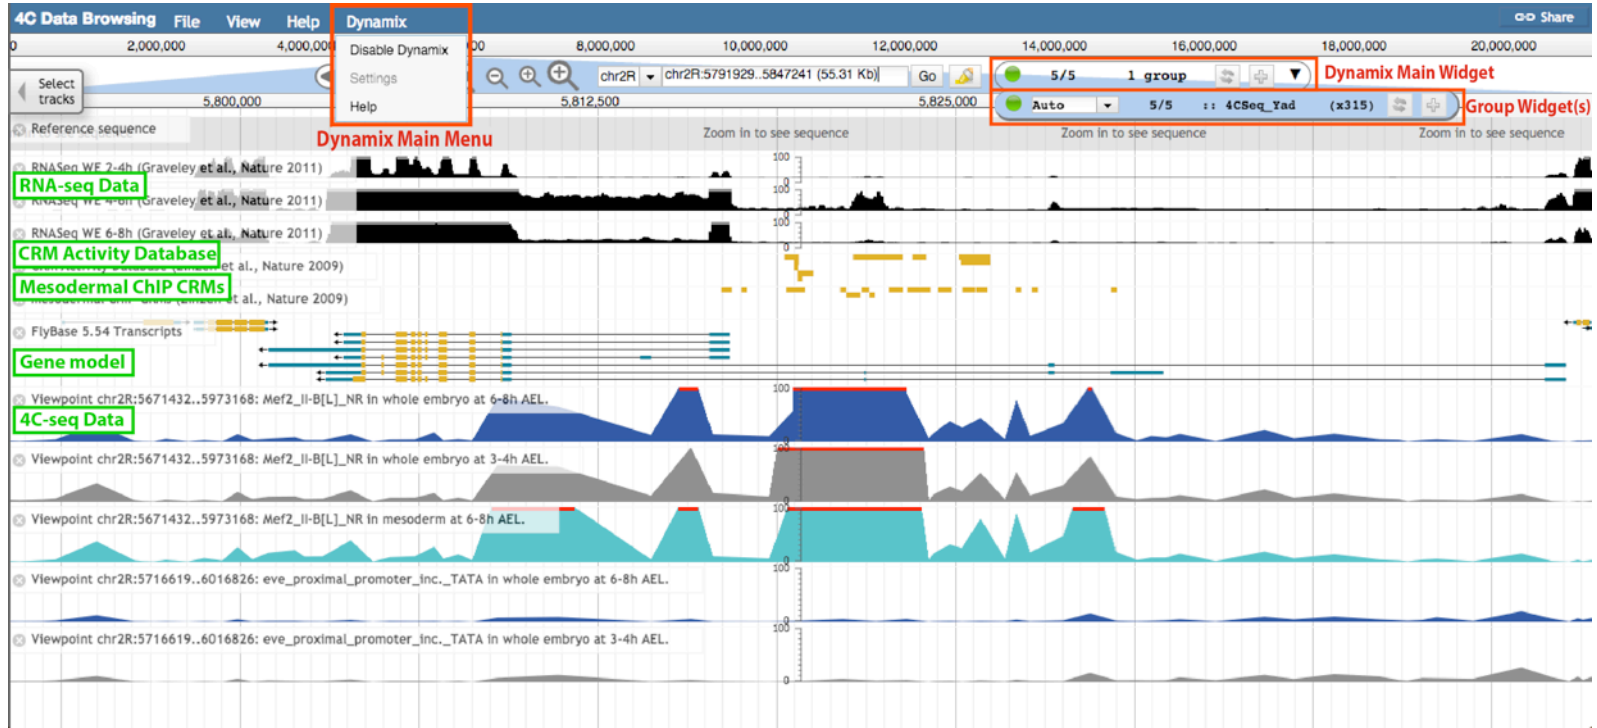 4C Data Browsing File View Help Dynamix Share
0 2,000,000 4,000,000 8,000,000 10,000,000 12,000,000 14,000,000 16,000,000 18,000,000 20,000,000
Disable Dynamix
Settings
Help
Select
tracks
chr2R chr2R:5791929..5847241 (55.31 Kb) Go
5/5 1 group
Dynamix Main Widget
5,800,000 5,812,500 5,825,000
Auto 5/5 :: 4CSeq_Yad (x315)
Group Widget(s)
Dynamix Main Menu
Reference sequence
Zoom in to see sequence Zoom in to see sequence Zoom in to see sequence
RNASeq WE 2-4h (Graveley et al., Nature 2011)
100
0
RNA-seq Data
RNASeq WE 4-6h (Graveley et al., Nature 2011)
100
RNASeq WE 6-8h (Graveley et al., Nature 2011)
100
0
CRM Activity Database
et al., Nature 2009)
Mesodermal ChIP CRMs
et al., Nature 2009)
FlyBase 5.54 Transcripts
Gene model
Viewpoint chr2R:5671432..5973168: Mef2_II-B[L]_NR in whole embryo at 6-8h AEL.
100
0
4C-seq Data
Viewpoint chr2R:5671432..5973168: Mef2_II-B[L]_NR in whole embryo at 3-4h AEL.
100
0
Viewpoint chr2R:5671432..5973168: Mef2_II-B[L]_NR in mesoderm at 6-8h AEL.
100
0
Viewpoint chr2R:5716619..6016826: eve_proximal_promoter_inc._TATA in whole embryo at 6-8h AEL.
100
0
Viewpoint chr2R:5716619..6016826: eve_proximal_promoter_inc._TATA in whole embryo at 3-4h AEL.
100
0